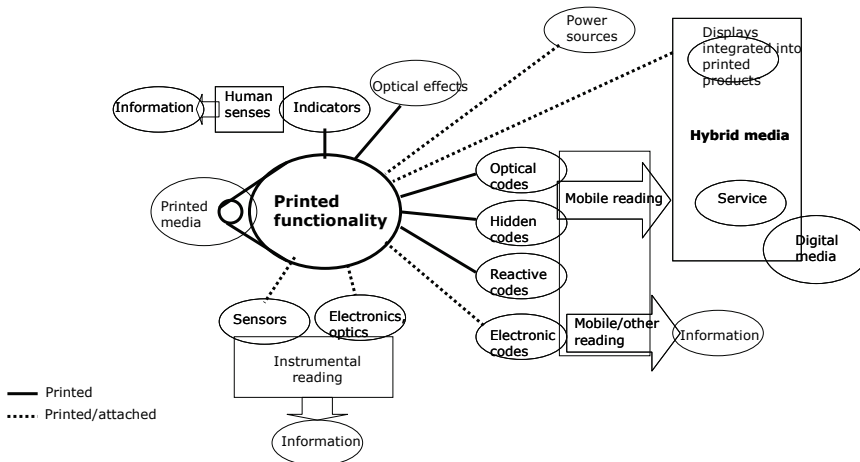 Power
sources
Displays
integrated into
printed
products
Optical effects
Information
Human
senses
Indicators
Hybrid media
Optical
codes
Mobile reading
Printed
media
Printed
functionality
Service
Hidden
codes
Digital
media
Reactive
codes
Sensors
Electronics,
optics
Electronic
codes
Mobile/other
reading
Information
Instrumental
reading
Printed
Printed/attached
Information